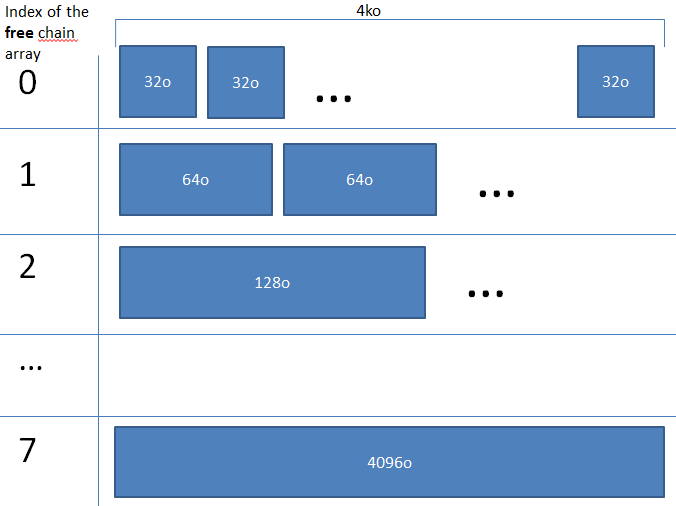 Index of the
free chain
array
4ko
0
32o
32o
...
32o
1
64o
64o
...
2
128o
...
...
7
4096o